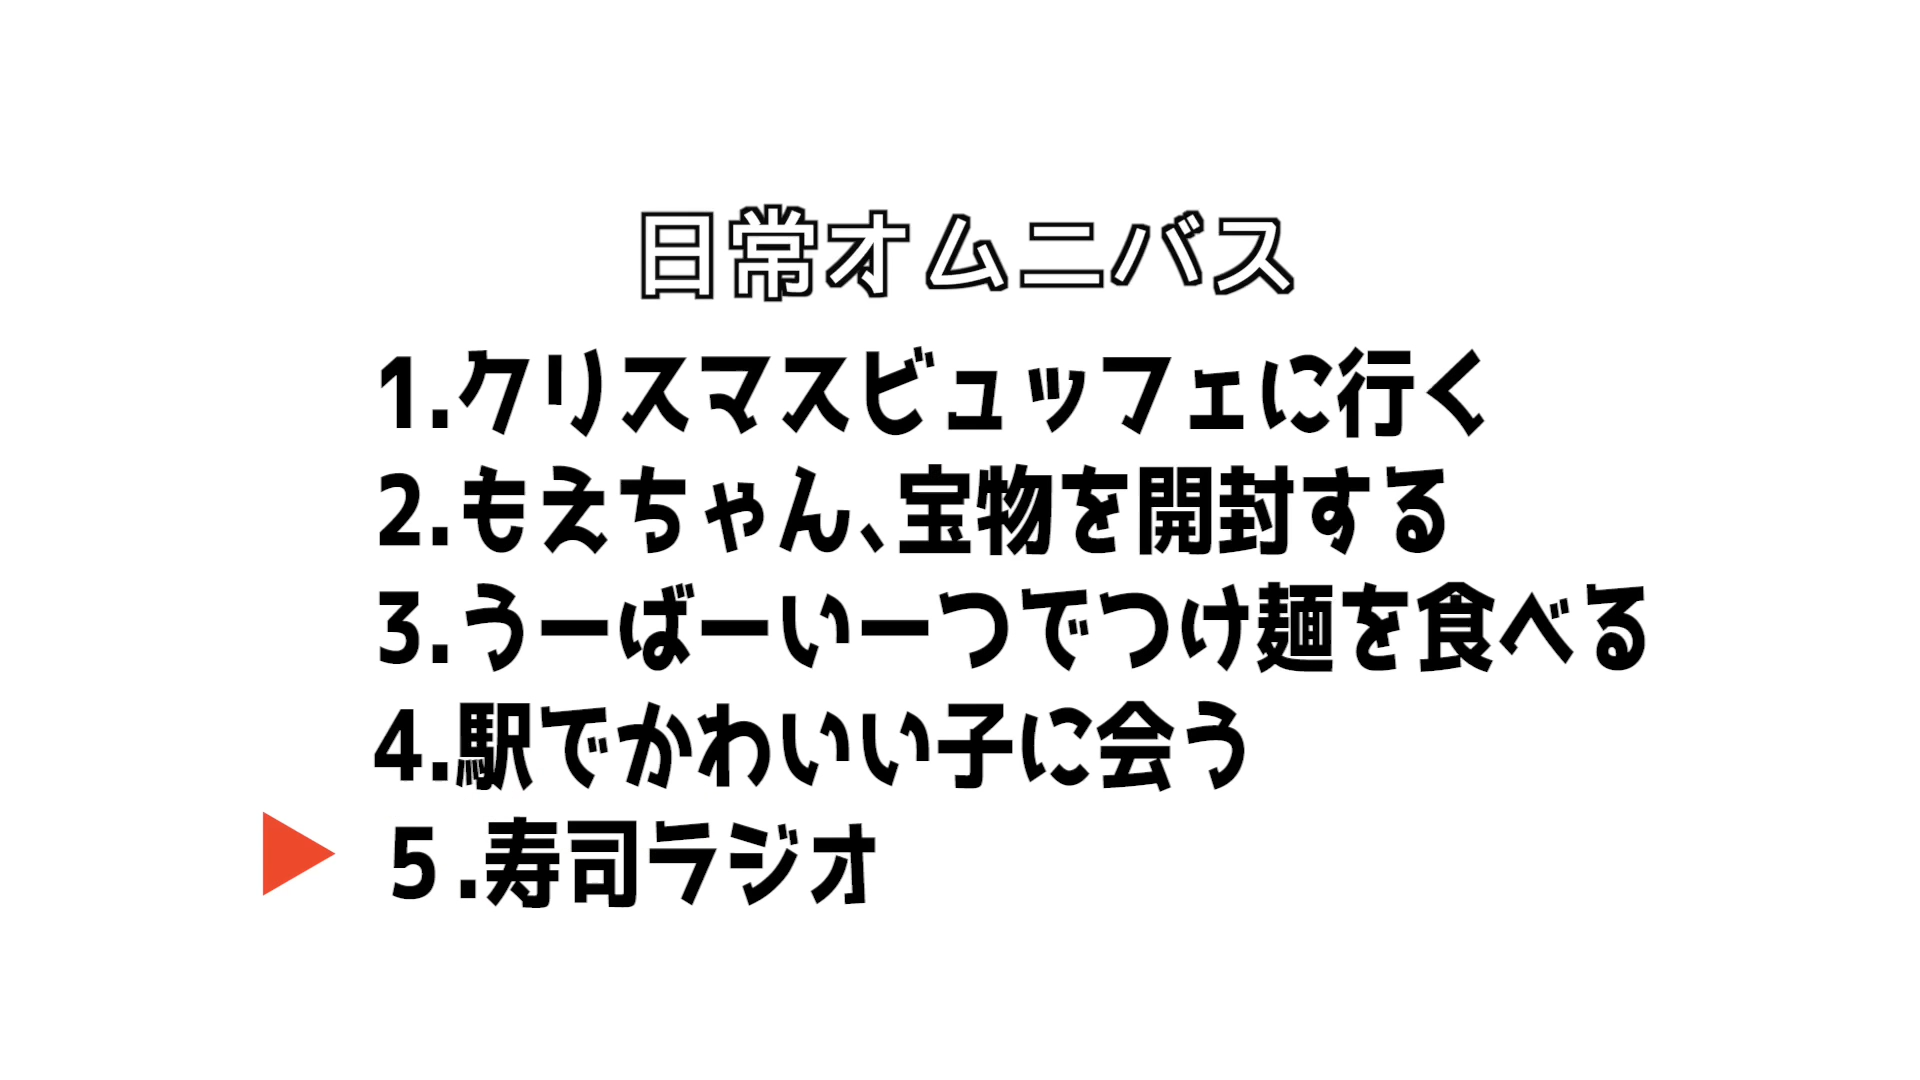 日常オムニバス
1.クリスマスビュッフェに行く
2.もえちゃん、宝物を開封する
3.うーばーいーつでつけ麺を食べる
4.駅でかわいい子に会う
5.寿司ラジオ